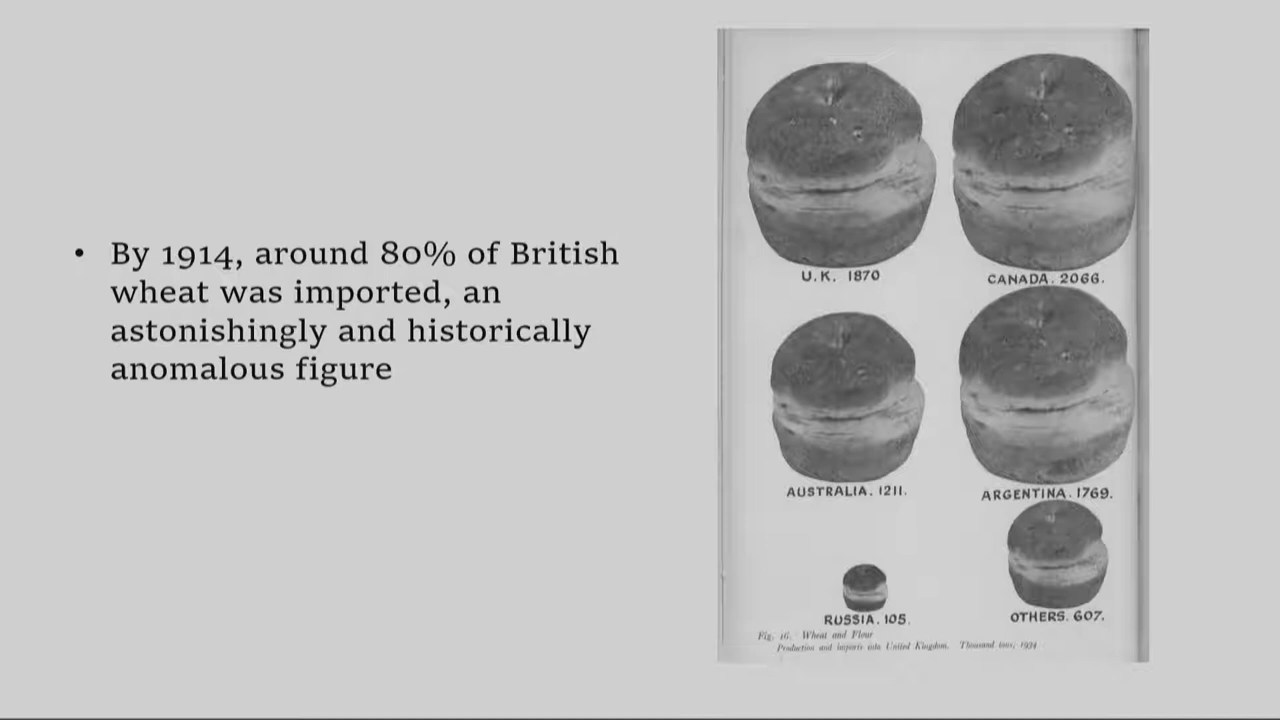 • By 1914, around 80% of British
wheat was imported, an
astonishingly and historically
anomalous figure
U.K. 1870
CANADA. 2066.
AUSTRALIA. 1211.
ARGENTINA. 1769.
RUSSIA. 105.
OTHERS. 607.
Fig. 16. Wheat and Flour
Production and imports into United Kingdom. Thousand tons, 1934